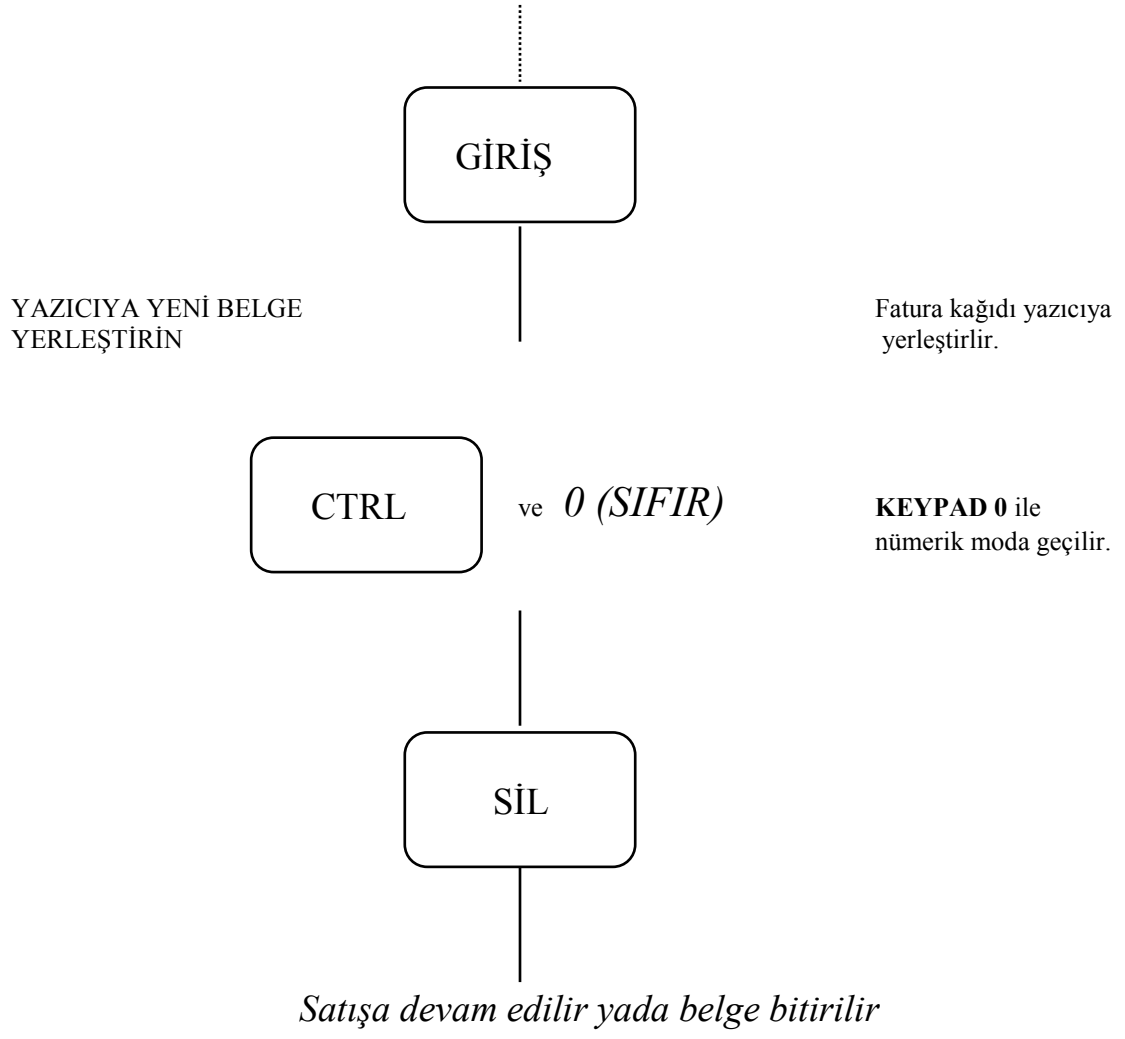 GİRİŞ
YAZICIYA YENİ BELGE
YERLEŞTİRİN
Fatura kağıdı yazıcıya
yerleştirlir.
CTRL ve 0 (SIFIR)
KEYPAD 0 ile
nümerik moda geçilir.
SİL
Satışa devam edilir yada belge bitirilir